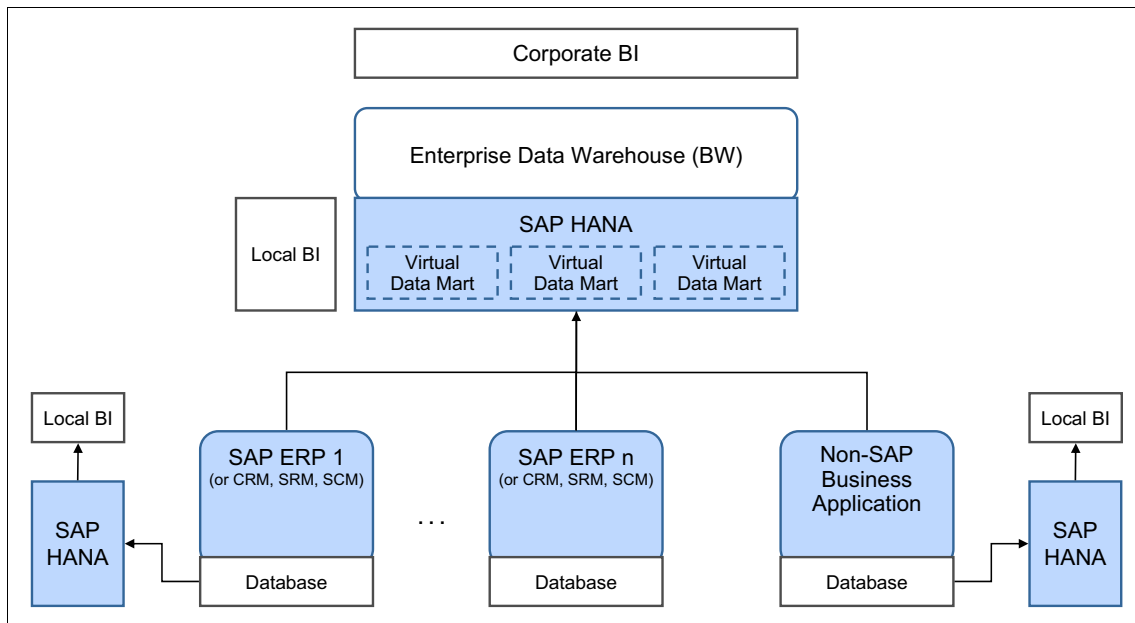 Corporate BI
Enterprise Data Warehouse (BW)
Local BI
SAP HANA
Virtual
Data Mart
Virtual
Data Mart
Virtual
Data Mart
Local BI
SAP HANA
SAP ERP 1
(or CRM, SRM, SCM)
Database
. . .
SAP ERP n
(or CRM, SRM, SCM)
Database
Non-SAP
Business
Application
Database
Local BI
SAP
HANA